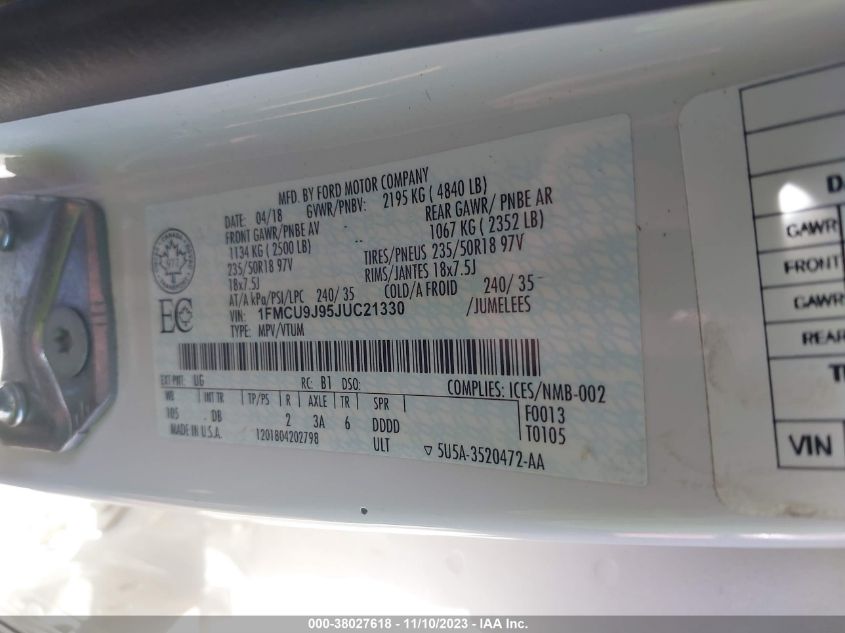 MFD. BY FORD MOTOR COMPANY
DATE: 04/18 GVWR/PNBV: 2195 KG ( 4840 LB)
FRONT GAWR/PNBE AV REAR GAWR/ PNBE AR
1134 KG ( 2500 LB) 1067 KG ( 2352 LB)
235/50R18 97V TIRES/PNEUS 235/50R18 97V
18x7.5J RIMS/JANTES 18x7.5J
AT/A kPa/PSI/LPC 240/ 35 COLD/A FROID 240/ 35
VIN: 1FMCU9J95JUC21330 /JUMELEES
TYPE: MPV/VTUM
EC
EXT-PNT: UG RC: B1 DSO: COMPLIES: ICES/NMB-002
WB INT TR TP/PS R AXLE TR SPR F0013
105 DB 2 3A 6 DDDD T0105
MADE IN U.S.A. 1201804202798 ULT ▽ 5U5A-3520472-AA
GAWR
FRONT
GAWR
REAR
VIN
000-38027618 - 11/10/2023 - IAA Inc.